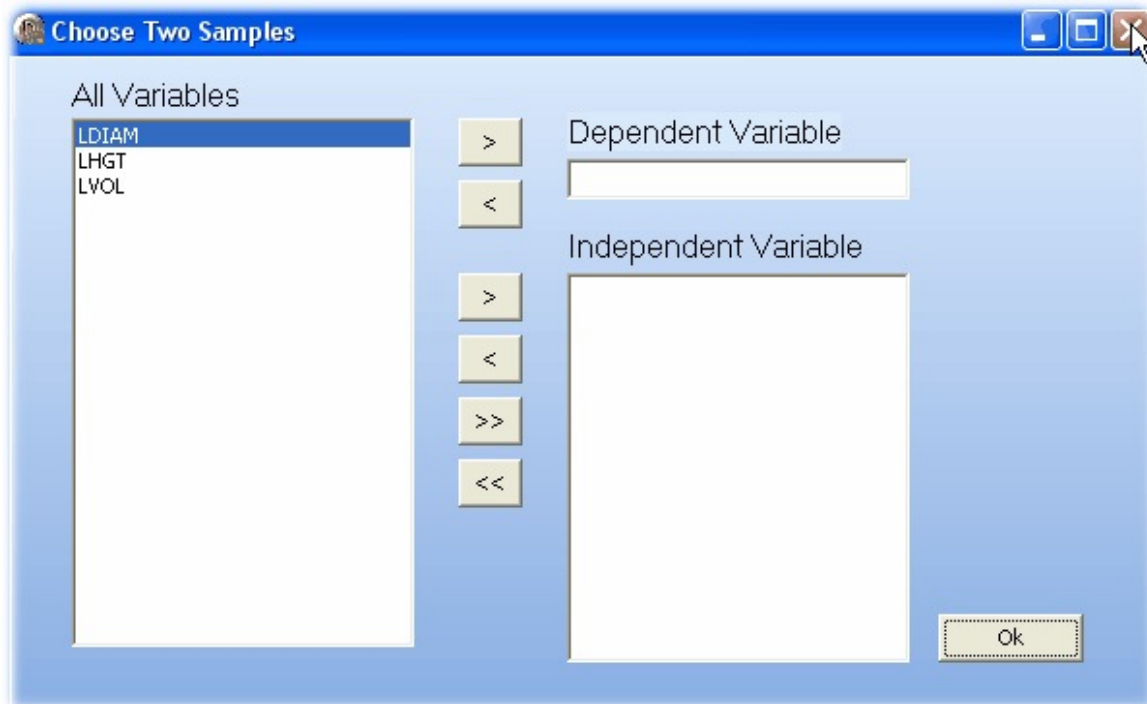 Choose Two Samples
All Variables
LDIAM
LHGT
LVOL
>
<
>
<
>>
<<
Dependent Variable
Independent Variable
Ok